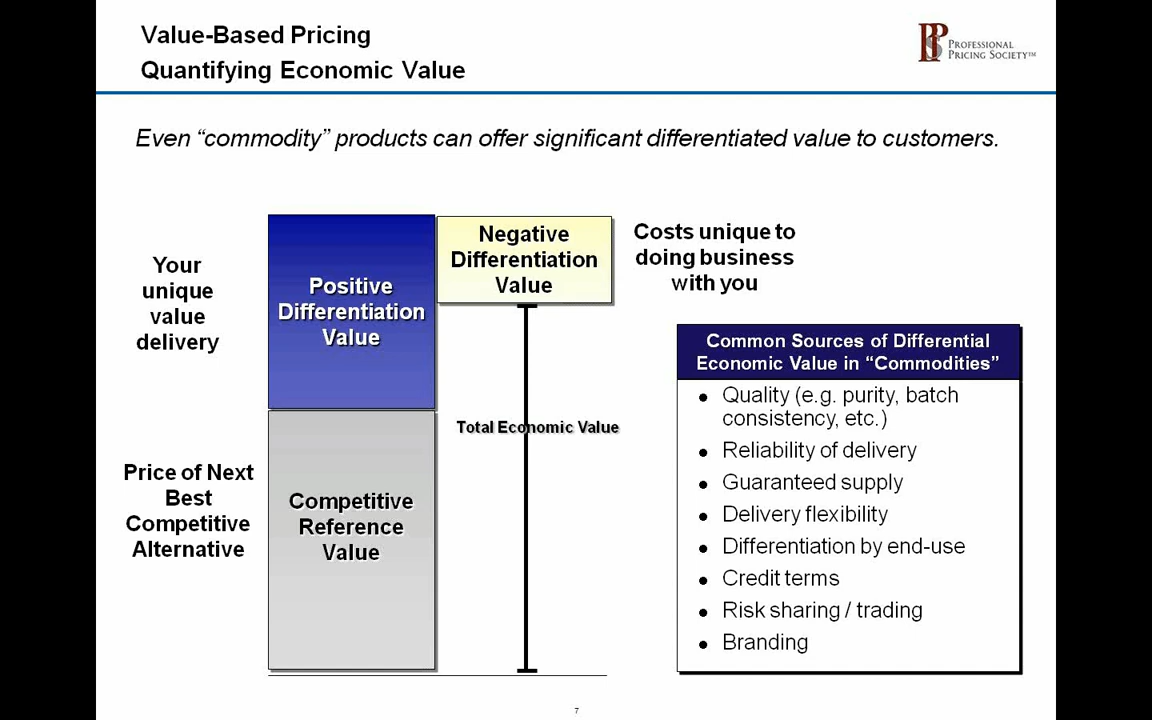 Value-Based Pricing
Quantifying Economic Value
PPS
PROFESSIONAL
PRICING SOCIETY™
Even “commodity” products can offer significant differentiated value to customers.
Your
unique
value
delivery
Positive
Differentiation
Value
Negative
Differentiation
Value
Costs unique to
doing business
with you
Total Economic Value
Price of Next
Best
Competitive
Alternative
Competitive
Reference
Value
Common Sources of Differential
Economic Value in “Commodities”
● Quality (e.g. purity, batch
consistency, etc.)
● Reliability of delivery
● Guaranteed supply
● Delivery flexibility
● Differentiation by end-use
● Credit terms
● Risk sharing / trading
● Branding
7